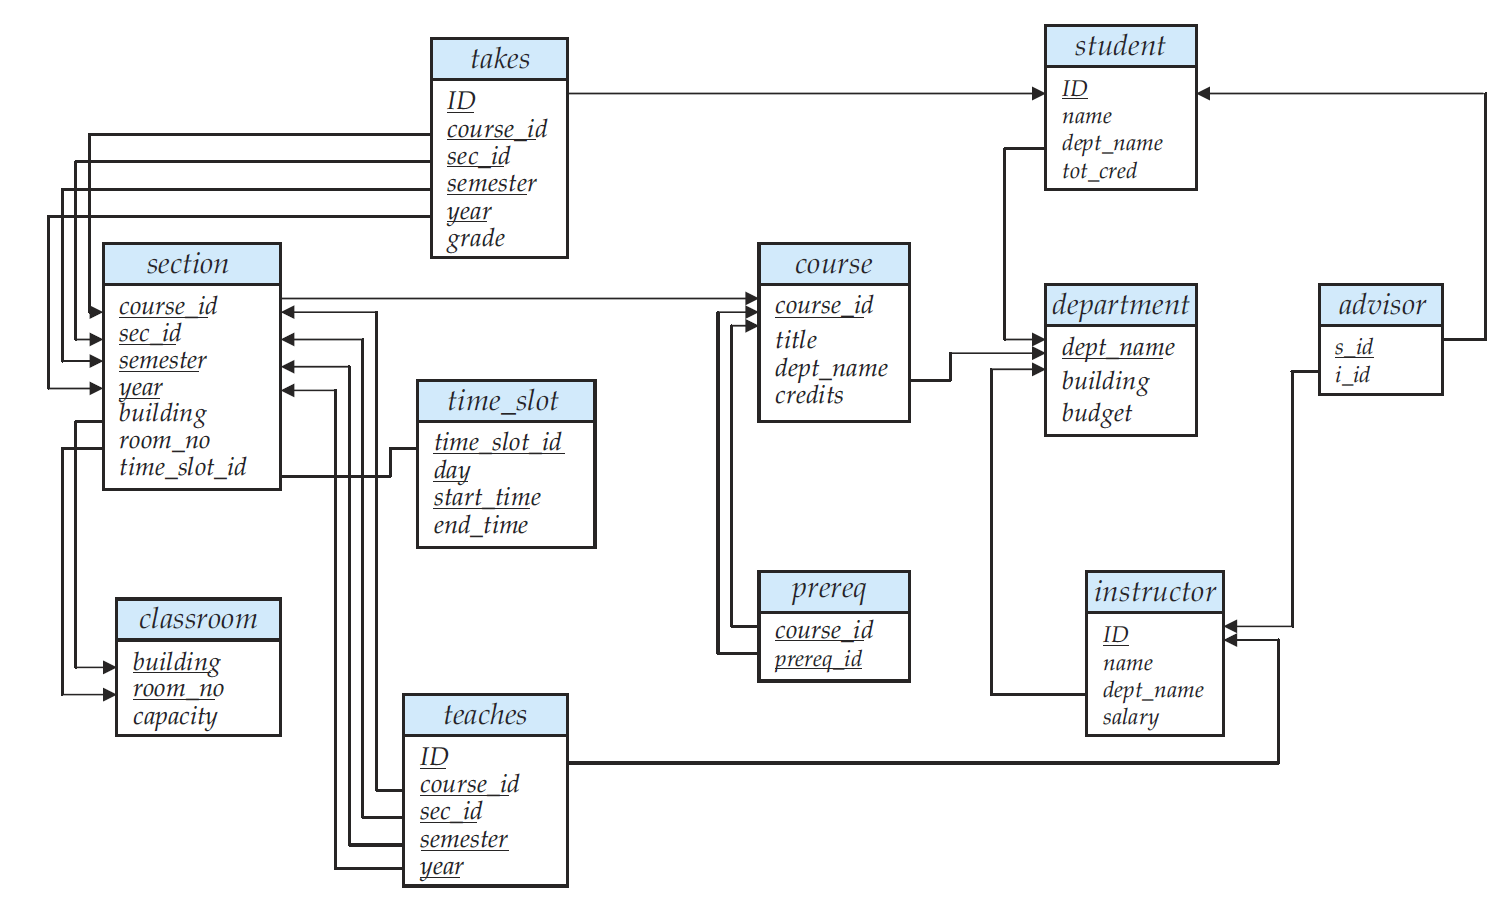 takes
ID
course_id
sec_id
semester
year
grade
student
ID
name
dept_name
tot_cred
section
course_id
sec_id
semester
year
building
room_no
time_slot_id
course
course_id
title
dept_name
credits
department
dept_name
building
budget
advisor
s_id
i_id
time_slot
time_slot_id
day
start_time
end_time
classroom
building
room_no
capacity
prereq
course_id
prereq_id
instructor
ID
name
dept_name
salary
teaches
ID
course_id
sec_id
semester
year